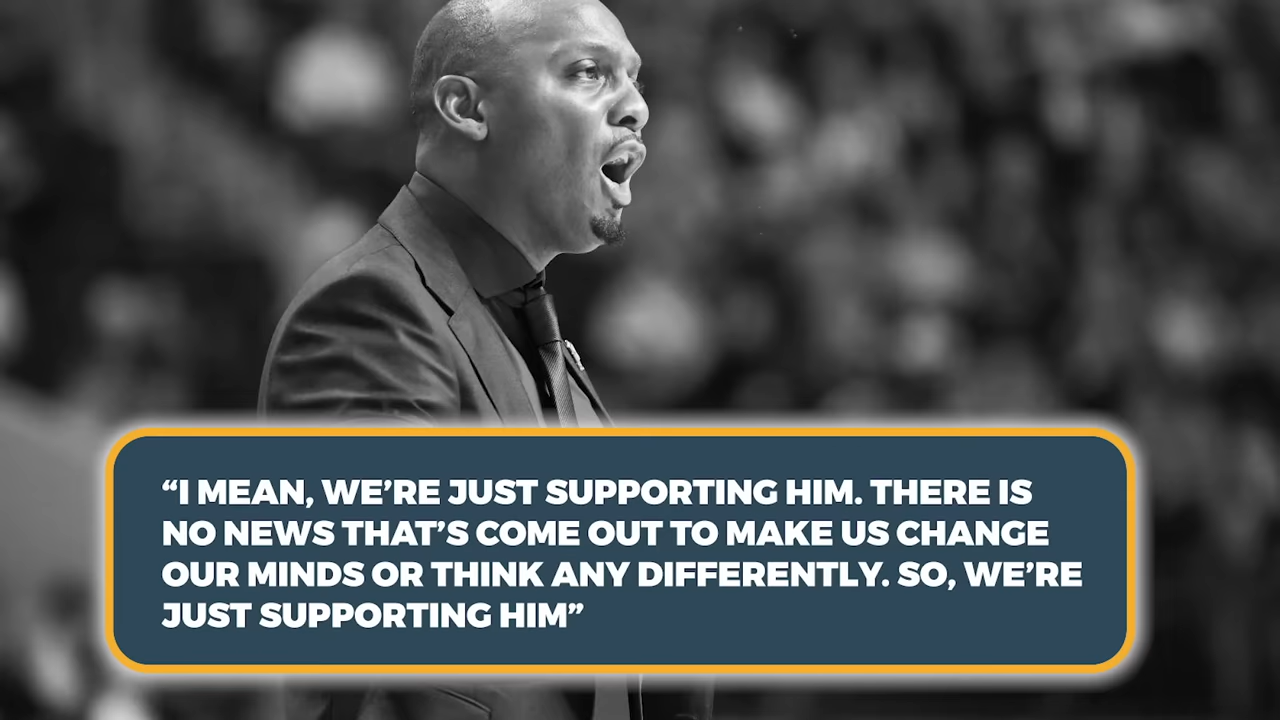 “I MEAN, WE’RE JUST SUPPORTING HIM. THERE IS
NO NEWS THAT’S COME OUT TO MAKE US CHANGE
OUR MINDS OR THINK ANY DIFFERENTLY. SO, WE’RE
JUST SUPPORTING HIM”